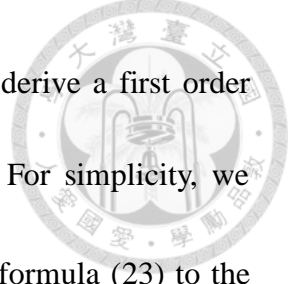 derive a first order
For simplicity, we
formula (23) to the